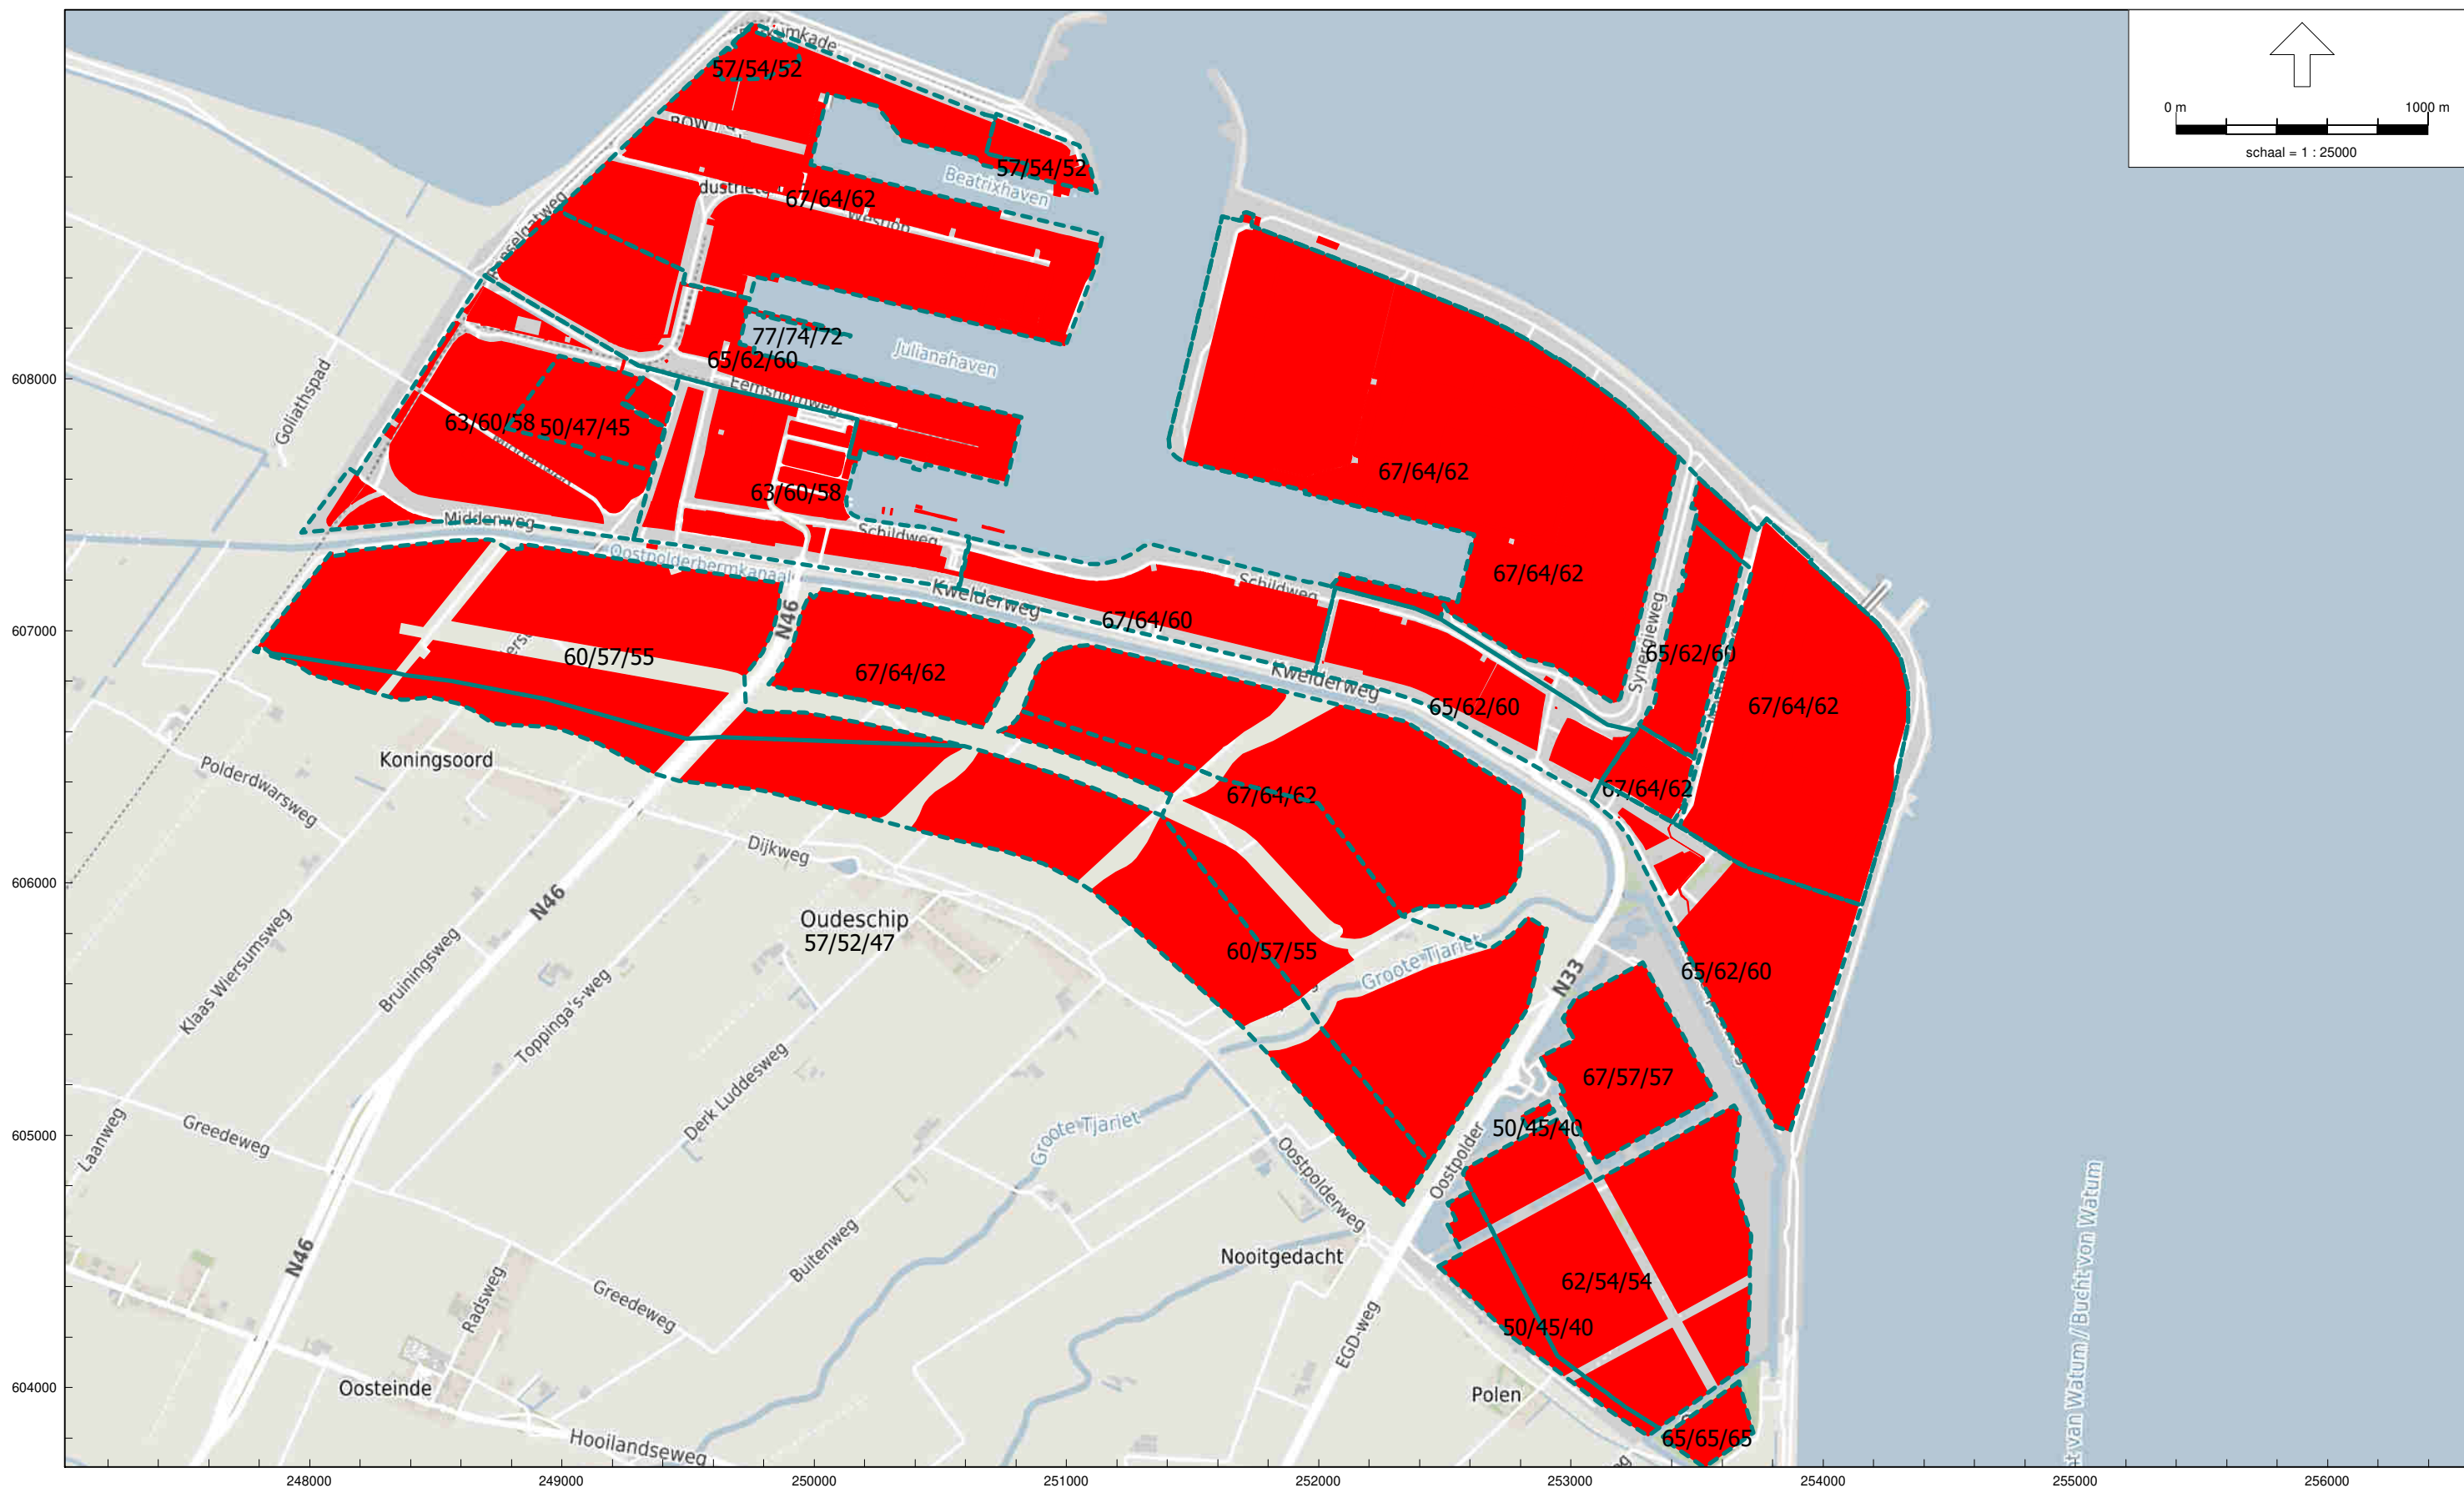 0 m
1000 m
schaal = 1 : 25000
57/54/52
57/54/52
Beatrixhaven
67/64/62
77/74/72
65/62/60
Julianahaven
Eemshornweg
Goliathspad
63/60/58
50/47/45
Middenweg
67/64/62
63/60/58
Middenweg
Schildweg
Oostpolderbermkanaal
Kwelderweg
Schildweg
67/64/62
N46
67/64/60
Synergieweg
60/57/55
67/64/62
65/62/60
Kwelderweg
65/62/60
67/64/62
Koningsoord
Polderdwarsweg
67/64/62
67/64/62
Dijkweg
N46
Oudeschip
57/52/47
Klaas Wiersumsweg
Bruiningsweg
Toppinga's-weg
60/57/55
Groote Tjariet
N33
65/62/60
Derk Luddesweg
67/57/57
Laanweg
Greedeweg
Groote Tjariet
50/45/40
Oostpolder
Oostpolderweg
N46
Buitenweg
Nooitgedacht
62/54/54
Radsweg
Greedeweg
EGD-weg
50/45/40
Oosteinde
Polen
Hooilandseweg
65/65/65
van Watum / Bucht von Watum
608000
607000
606000
605000
604000
248000
249000
250000
251000
252000
253000
254000
255000
256000